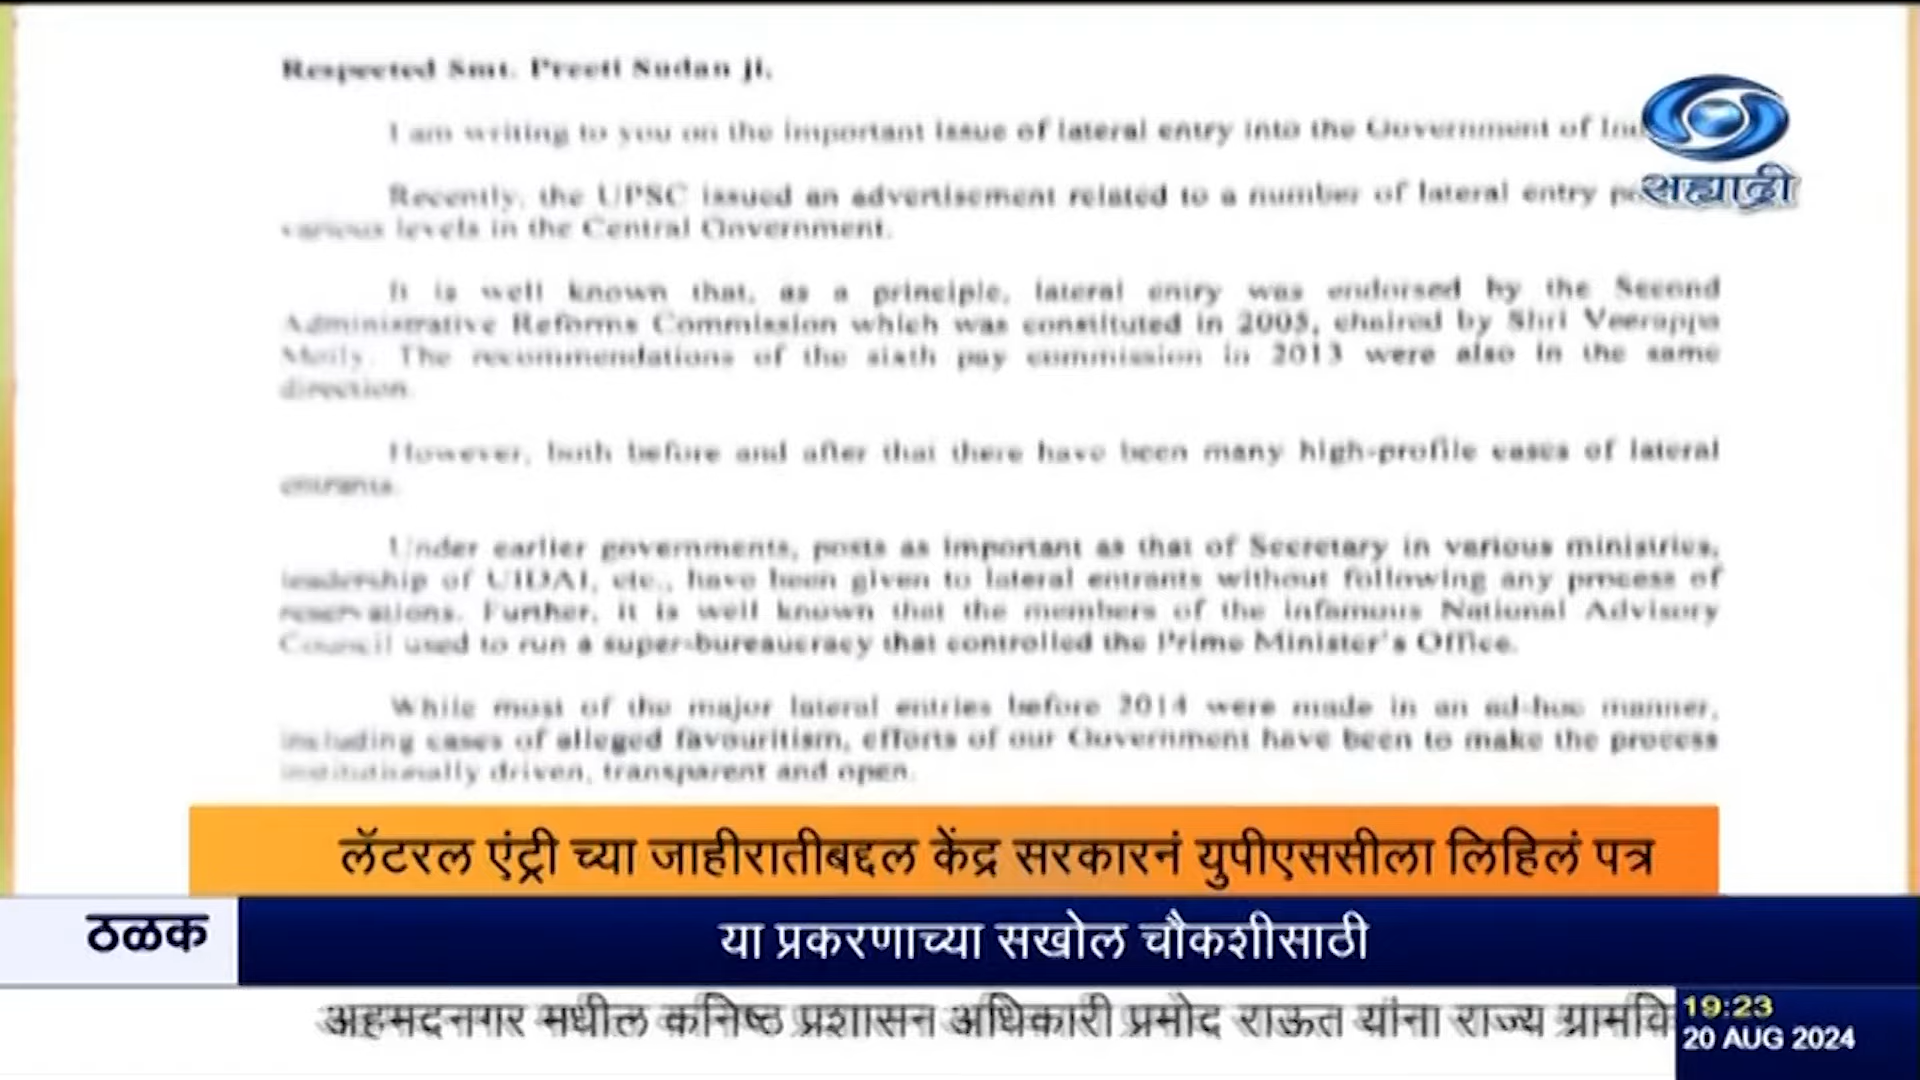 Respected Smt. Preeti Sudan ji,
I am writing to you on the important issue of lateral entry into the Government of
Recently, the UPSC issued an advertisement related to a number of lateral entry
various levels in the Central Government.
It is well known that, as a principle, lateral entry was endorsed by the Second
Administrative Reforms Commission which was constituted in 2005, chaired by Shri Veerappa
Moily. The recommendations of the sixth pay commission in 2013 were also in the same
direction.
However, both before and after that there have been many high-profile cases of lateral
entrants.
Under earlier governments, posts as important as that of Secretary in various ministries,
leadership of UIDAI, etc., have been given to lateral entrants without following any process of
reservations. Further, it is well known that the members of the infamous National Advisory
Council used to run a super-bureaucracy that controlled the Prime Minister's Office.
While most of the major lateral entries before 2014 were made in an ad-hoc manner,
including cases of alleged favouritism, efforts of our Government have been to make the process
institutionally driven, transparent and open.
सह्याद्री
लॅटरल एंट्री च्या जाहीरातीबद्दल केंद्र सरकारनं युपीएससीला लिहिलं पत्र
ठळक
या प्रकरणाच्या सखोल चौकशीसाठी
अहमदनगर मधील कनिष्ठ प्रशासन अधिकारी प्रमोद राऊत यांना राज्य ग्रामवि
19:23
20 AUG 2024